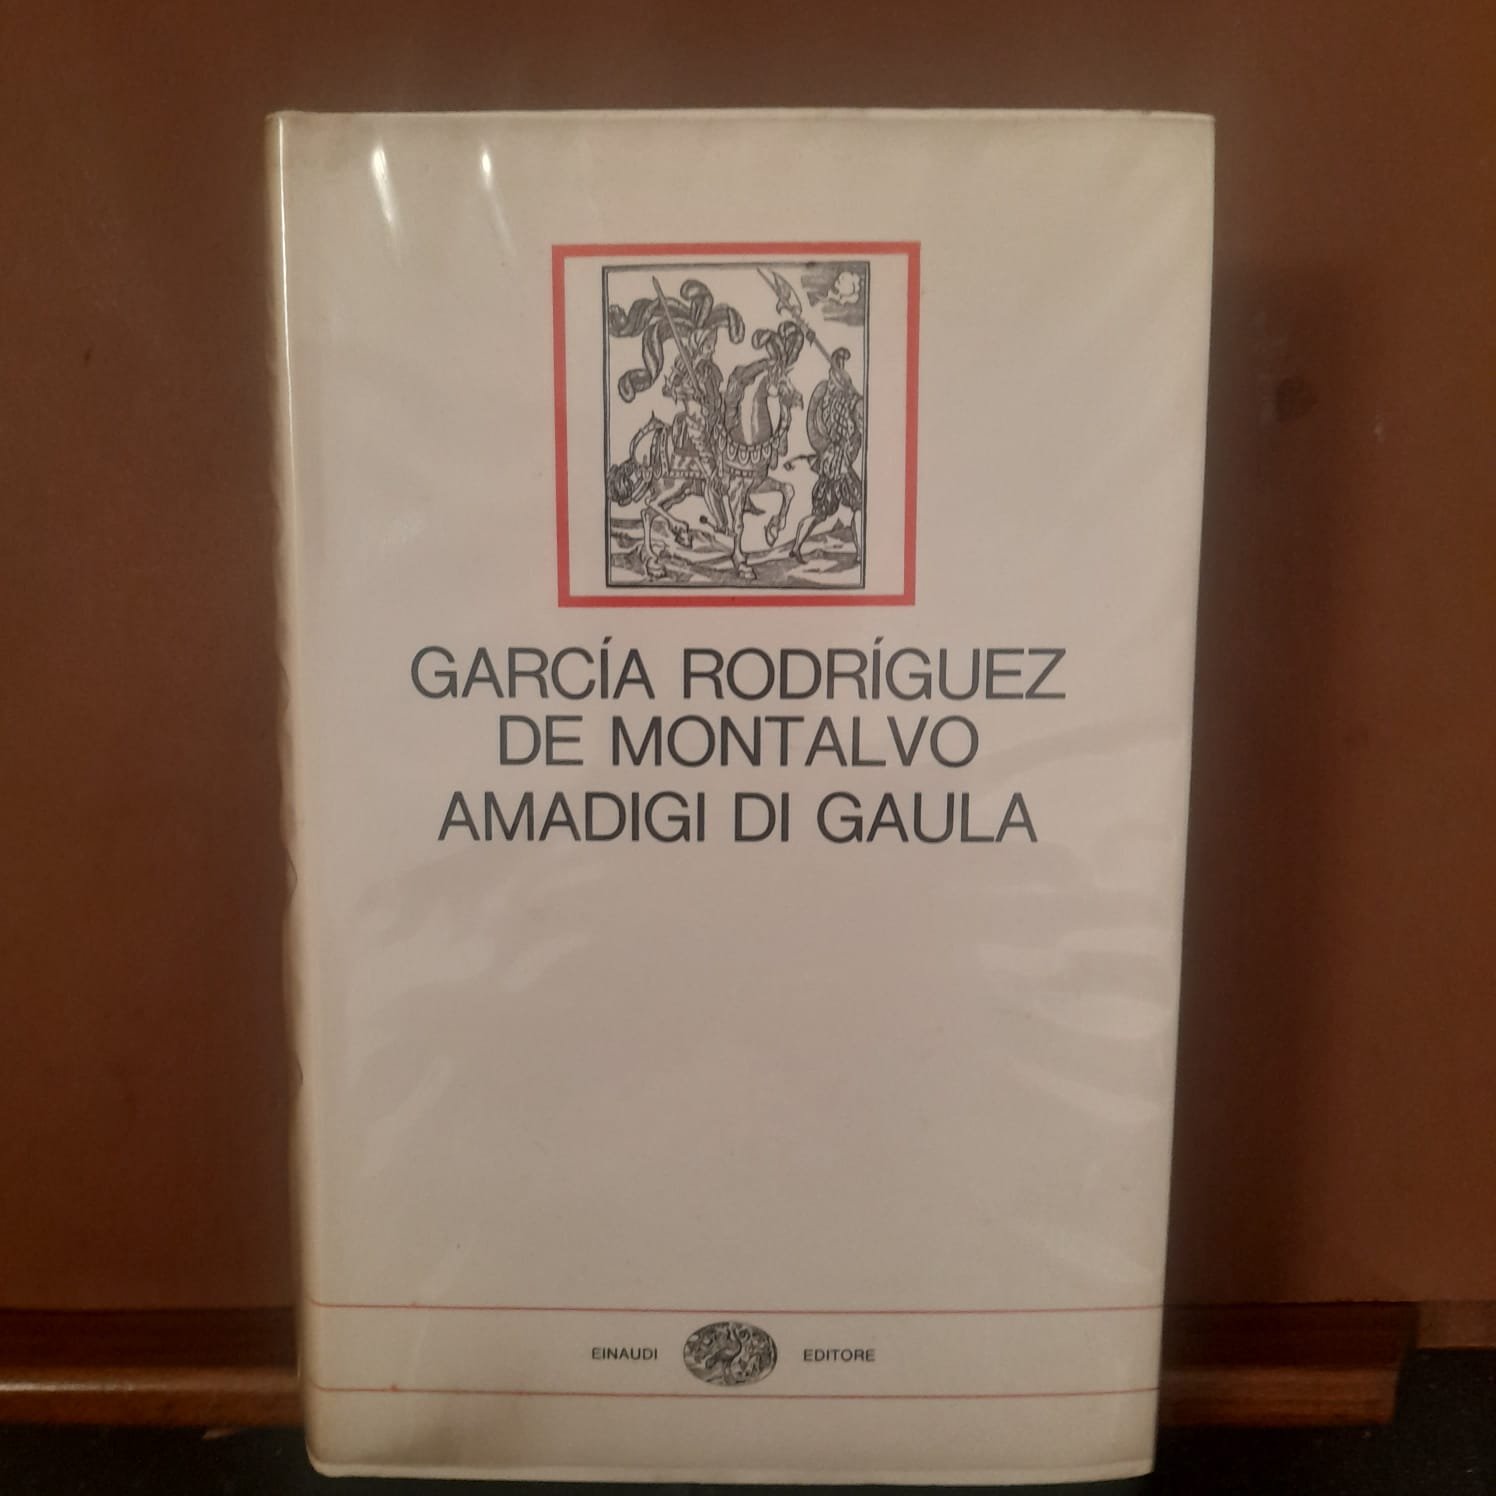 GARCÍA RODRÍGUEZ
DE MONTALVO
AMADIGI DI GAULA
EINAUDI EDITORE